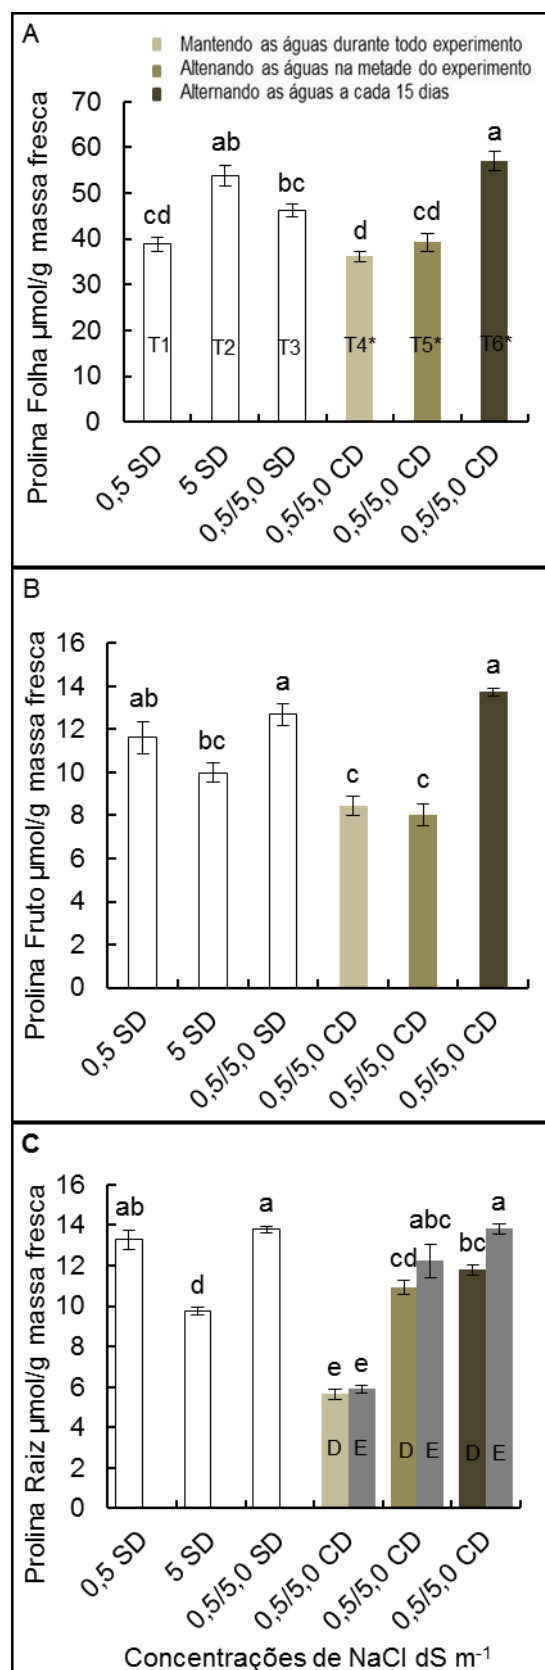 A
Mantendo as águas durante todo experimento
Altenando as águas na metade do experimento
Alternando as águas a cada 15 dias
Prolina Folha µmol/g massa fresca
70
60
50
40
30
20
10
0
cd
ab
bc
d
cd
a
T1
T2
T3
T4*
T5*
T6*
0,5 SD
5 SD
0,5/5,0 SD
0,5/5,0 CD
0,5/5,0 CD
0,5/5,0 CD
B
Prolina Fruto µmol/g massa fresca
16
14
12
10
8
6
4
2
0
ab
bc
a
c
c
a
0,5 SD
5 SD
0,5/5,0 SD
0,5/5,0 CD
0,5/5,0 CD
0,5/5,0 CD
C
Prolina Raiz µmol/g massa fresca
16
14
12
10
8
6
4
2
0
ab
d
a
e
e
cd
abc
bc
a
D
E
D
E
D
E
0,5 SD
5 SD
0,5/5,0 SD
0,5/5,0 CD
0,5/5,0 CD
0,5/5,0 CD
Concentrações de NaCl dS m⁻¹